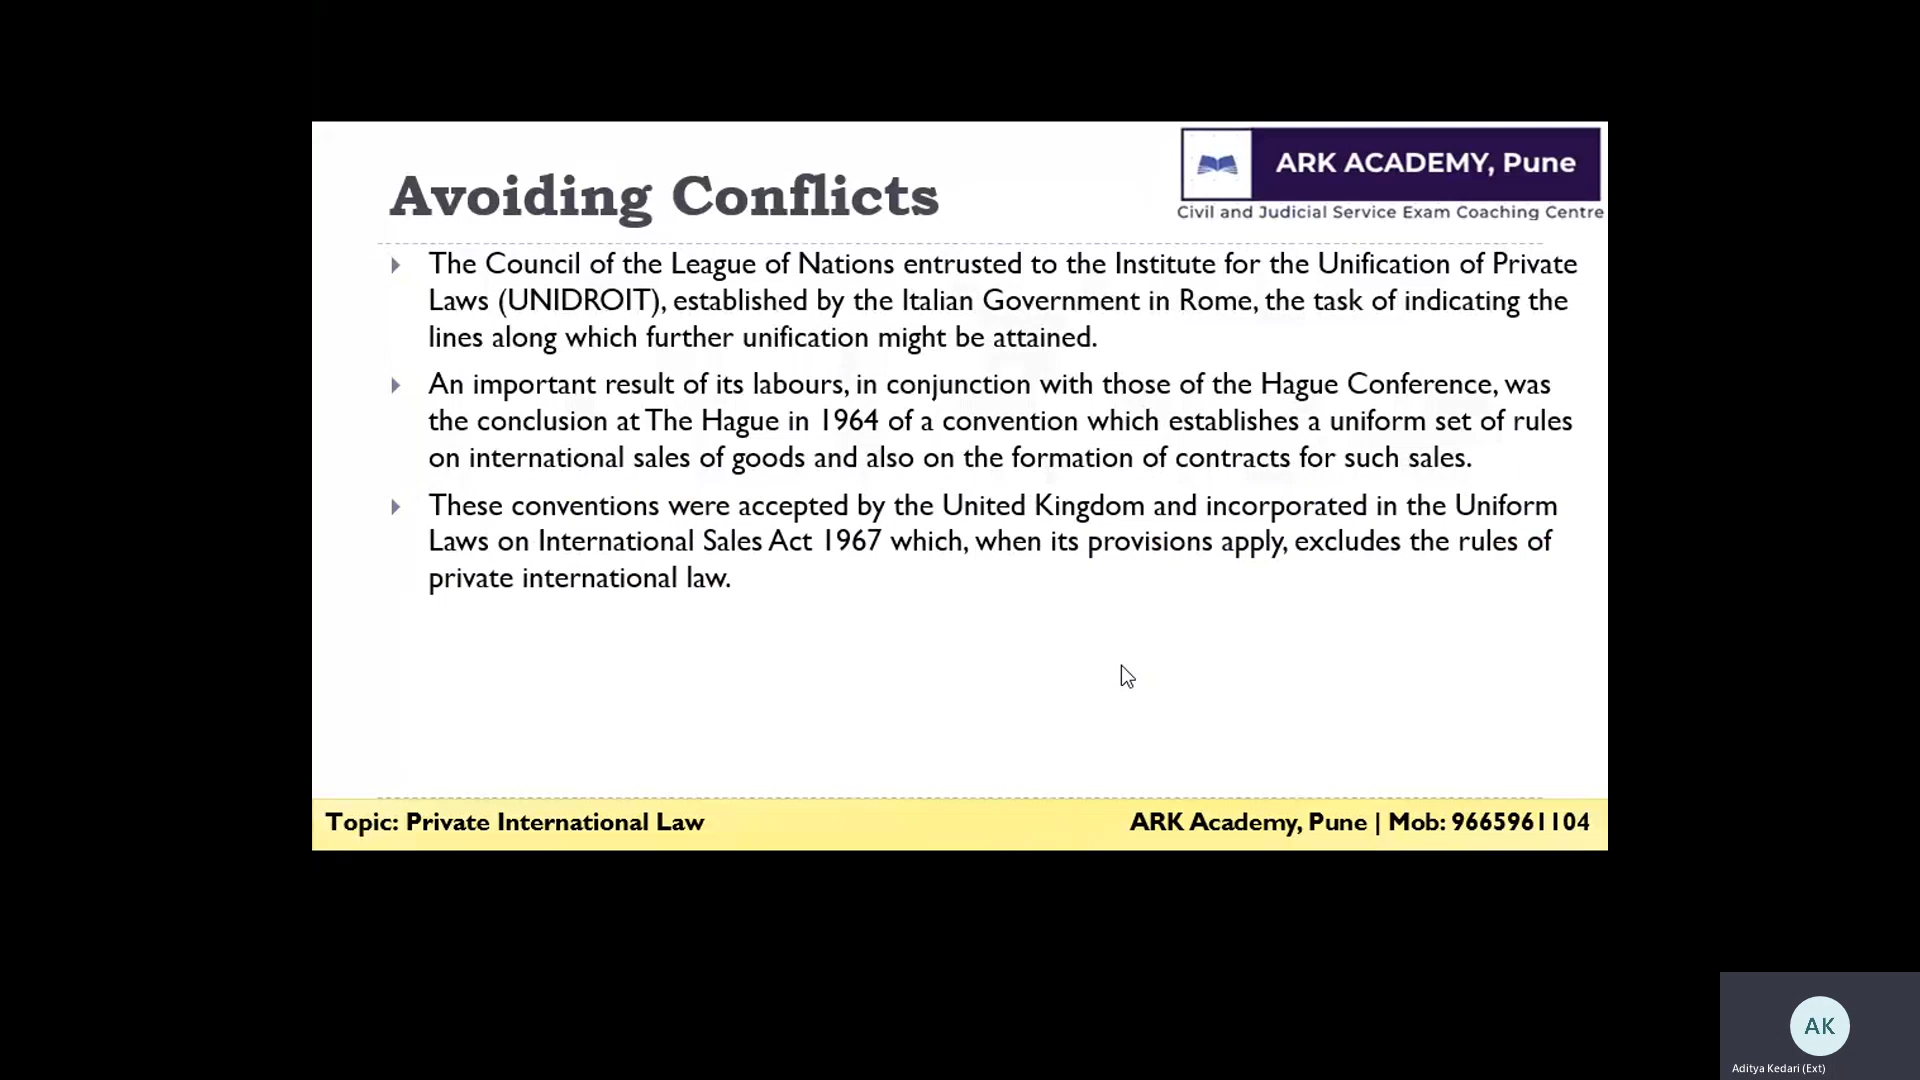 ARK ACADEMY, Pune
Civil and Judicial Service Exam Coaching Centre
Avoiding Conflicts
The Council of the League of Nations entrusted to the Institute for the Unification of Private
Laws (UNIDROIT), established by the Italian Government in Rome, the task of indicating the
lines along which further unification might be attained.
An important result of its labours, in conjunction with those of the Hague Conference, was
the conclusion at The Hague in 1964 of a convention which establishes a uniform set of rules
on international sales of goods and also on the formation of contracts for such sales.
These conventions were accepted by the United Kingdom and incorporated in the Uniform
Laws on International Sales Act 1967 which, when its provisions apply, excludes the rules of
private international law.
Topic: Private International Law
ARK Academy, Pune | Mob: 9665961104
AK
Aditya Kedari (Ext)